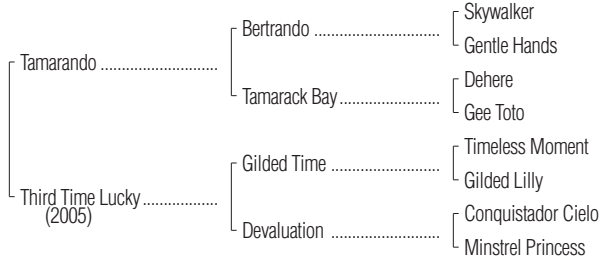 Skywalker
Bertrando
Gentle Hands
Tamarando
Dehere
Tamarack Bay
Gee Toto
Timeless Moment
Gilded Time
Gilded Lilly
Third Time Lucky
(2005)
Conquistador Cielo
Devaluation
Minstrel Princess